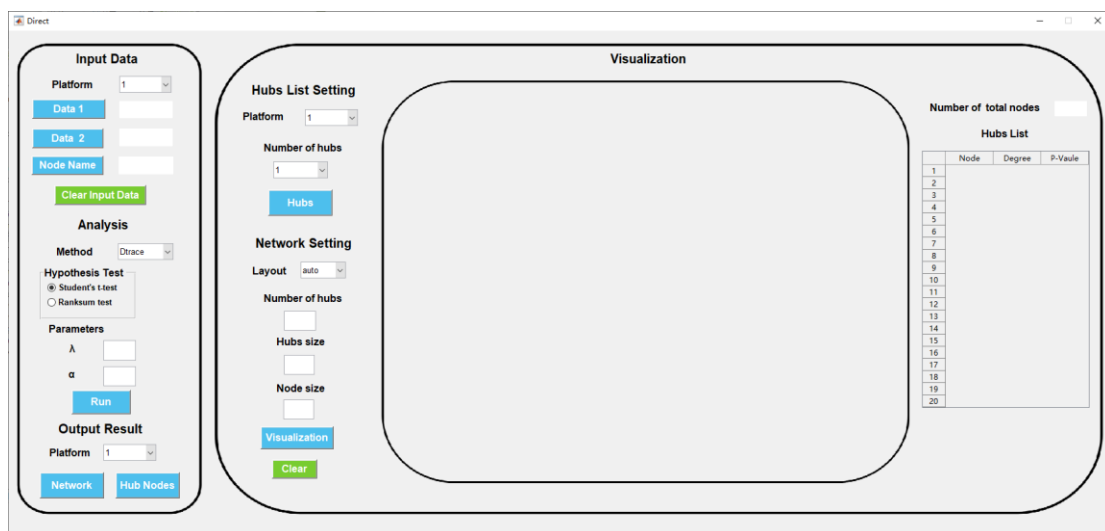 Direct
Input Data
Platform 1
Data 1
Data 2
Node Name
Clear Input Data
Analysis
Method Dtrace
Hypothesis Test
Student's t-test
Ranksum test
Parameters
λ
α
Run
Output Result
Platform 1
Network Hub Nodes
Visualization
Hubs List Setting
Platform 1
Number of hubs
1
Hubs
Network Setting
Layout auto
Number of hubs
Hubs size
Node size
Visualization
Clear
Number of total nodes
Hubs List
Node Degree P-Vaule
1
2
3
4
5
6
7
8
9
10
11
12
13
14
15
16
17
18
19
20